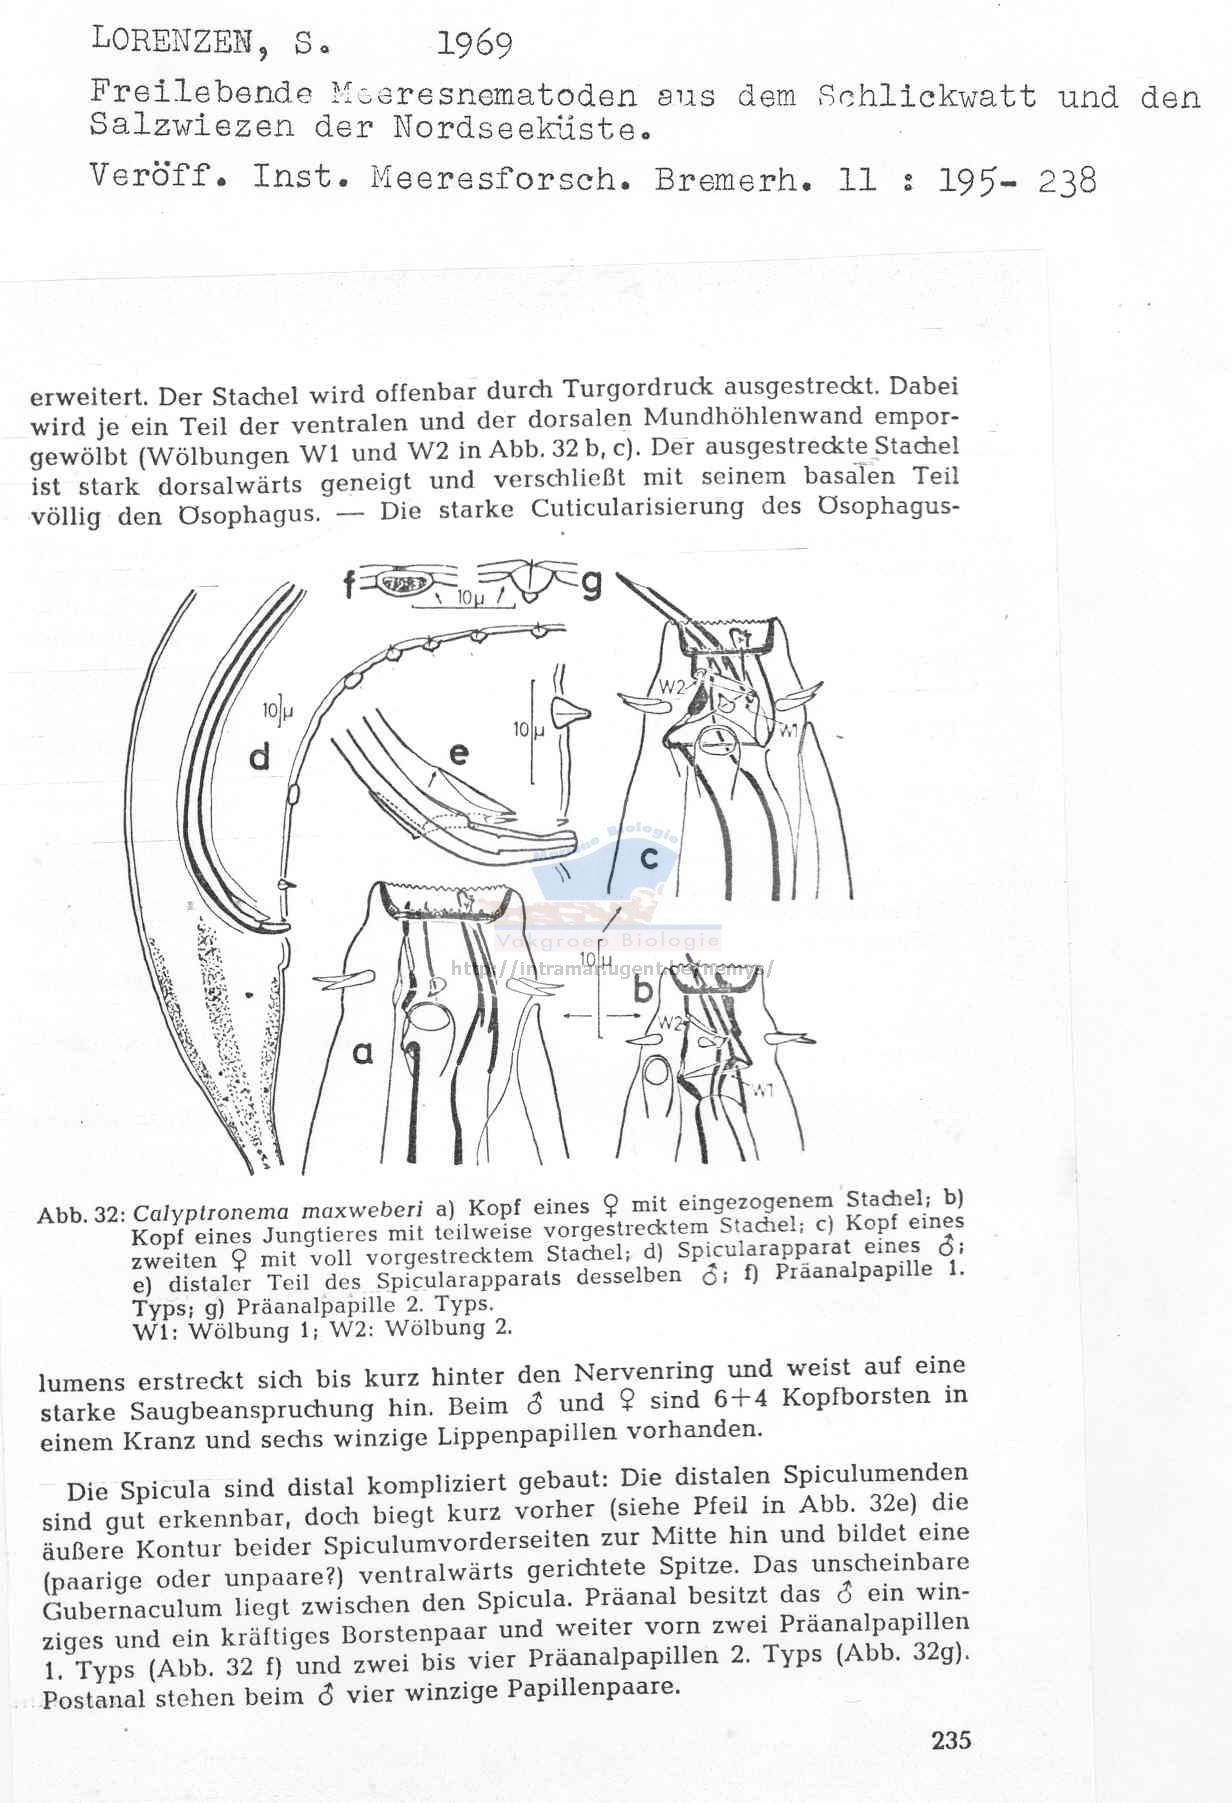 LORENZEN, S. 1969
Freilebende Meeresnematoden aus dem Schlickwatt und den
Salzwiezen der Nordseeküste.
Veröff. Inst. Meeresforsch. Bremerh. 11 : 195- 238
erweitert. Der Stachel wird offenbar durch Turgordruck ausgestreckt. Dabei
wird je ein Teil der ventralen und der dorsalen Mundhöhlenwand empor-
gewölbt (Wölbungen W1 und W2 in Abb. 32 b, c). Der ausgestreckte Stachel
ist stark dorsalwärts geneigt und verschließt mit seinem basalen Teil
völlig den Ösophagus. — Die starke Cuticularisierung des Ösophagus-
f
10µ
g
W2
W1
10µ
d
e
10µ
c
Mariene Biologie
Vakgroep Biologie
http://intramar.ugent.be/nemys/
10µ
b
W2
a
W1
Abb. 32: Calyptronema maxweberi a) Kopf eines ♀ mit eingezogenem Stachel; b)
Kopf eines Jungtieres mit teilweise vorgestrecktem Stachel; c) Kopf eines
zweiten ♀ mit voll vorgestrecktem Stachel; d) Spicularapparat eines ♂;
e) distaler Teil des Spicularapparats desselben ♂; f) Präanalpapille 1.
Typs; g) Präanalpapille 2. Typs.
W1: Wölbung 1; W2: Wölbung 2.
lumens erstreckt sich bis kurz hinter den Nervenring und weist auf eine
starke Saugbeanspruchung hin. Beim ♂ und ♀ sind 6+4 Kopfborsten in
einem Kranz und sechs winzige Lippenpapillen vorhanden.
Die Spicula sind distal kompliziert gebaut: Die distalen Spiculumenden
sind gut erkennbar, doch biegt kurz vorher (siehe Pfeil in Abb. 32e) die
äußere Kontur beider Spiculumvorderseiten zur Mitte hin und bildet eine
(paarige oder unpaare?) ventralwärts gerichtete Spitze. Das unscheinbare
Gubernaculum liegt zwischen den Spicula. Präanal besitzt das ♂ ein win-
ziges und ein kräftiges Borstenpaar und weiter vorn zwei Präanalpapillen
1. Typs (Abb. 32 f) und zwei bis vier Präanalpapillen 2. Typs (Abb. 32g).
Postanal stehen beim ♂ vier winzige Papillenpaare.
235